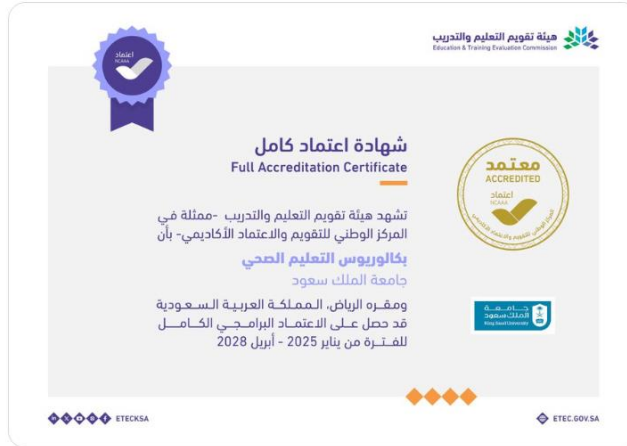 هيئة تقويم التعليم والتدريب
Education & Training Evaluation Commission
اعتماد
NCAAA
شهادة اعتماد كامل
Full Accreditation Certificate
معتمد
ACCREDITED
اعتماد
NCAAA
تشهد هيئة تقويم التعليم والتدريب -ممثلة في
المركز الوطني للتقويم والاعتماد الأكاديمي- بأن
بكالوريوس التعليم الصحي
جامعة الملك سعود
ومقره الرياض، المملكة العربية السعودية
قد حصل على الاعتماد البرامجي الكامل
للفترة من يناير 2025 - أبريل 2028
جامعة
الملك سعود
King Saud University
ETECKSA
ETEC.GOV.SA